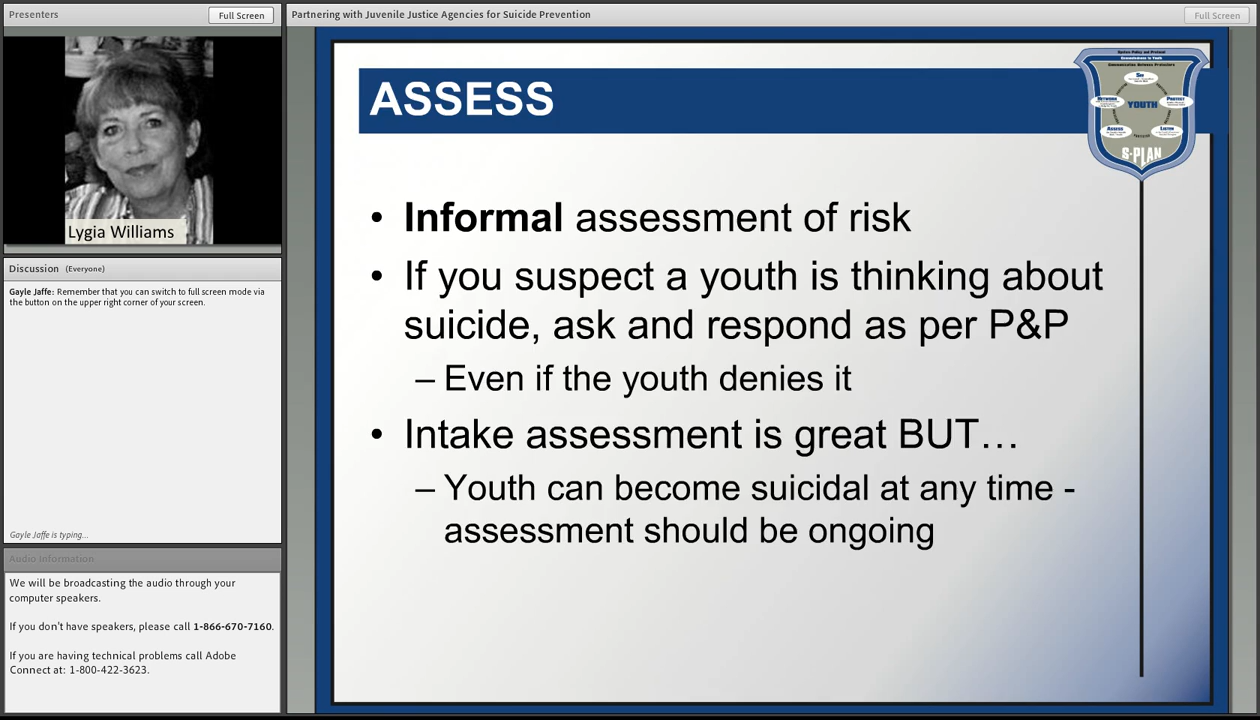 Presenters
Full Screen
Partnering with Juvenile Justice Agencies for Suicide Prevention
Full Screen
Lygia Williams
Discussion (Everyone)
Gayle Jaffe: Remember that you can switch to full screen mode via
the button on the upper right corner of your screen.
Gayle Jaffe is typing...
Audio Information
We will be broadcasting the audio through your
computer speakers.
If you don't have speakers, please call 1-866-670-7160.
If you are having technical problems call Adobe
Connect at: 1-800-422-3623.
ASSESS
YOUTH
S-PLAN
• Informal assessment of risk
• If you suspect a youth is thinking about
suicide, ask and respond as per P&P
– Even if the youth denies it
• Intake assessment is great BUT…
– Youth can become suicidal at any time -
assessment should be ongoing